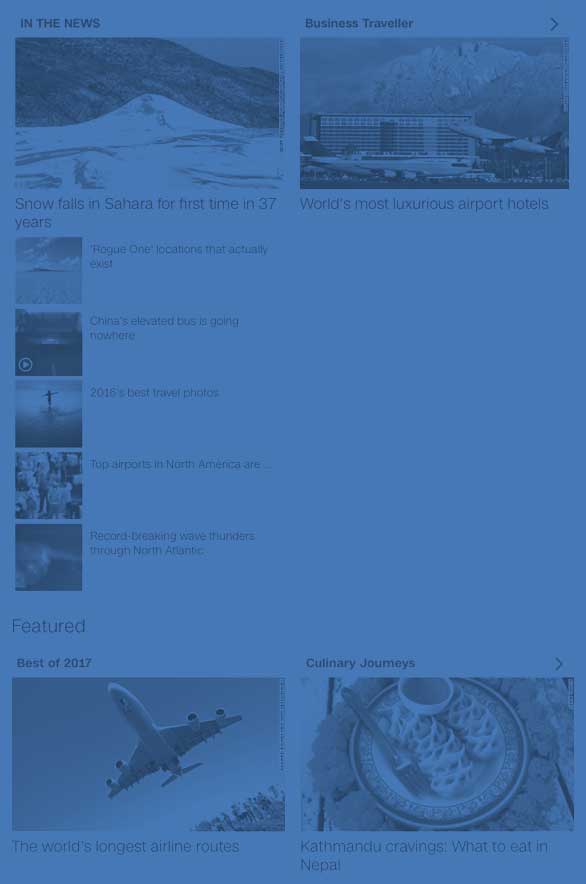 IN THE NEWS
Business Traveller
Snow falls in Sahara for first time in 37
years
World's most luxurious airport hotels
'Rogue One' locations that actually
exist
China's elevated bus is going
nowhere
2016's best travel photos
Top airports in North America are ...
Record-breaking wave thunders
through North Atlantic
Featured
Best of 2017
Culinary Journeys
The world's longest airline routes
Kathmandu cravings: What to eat in
Nepal